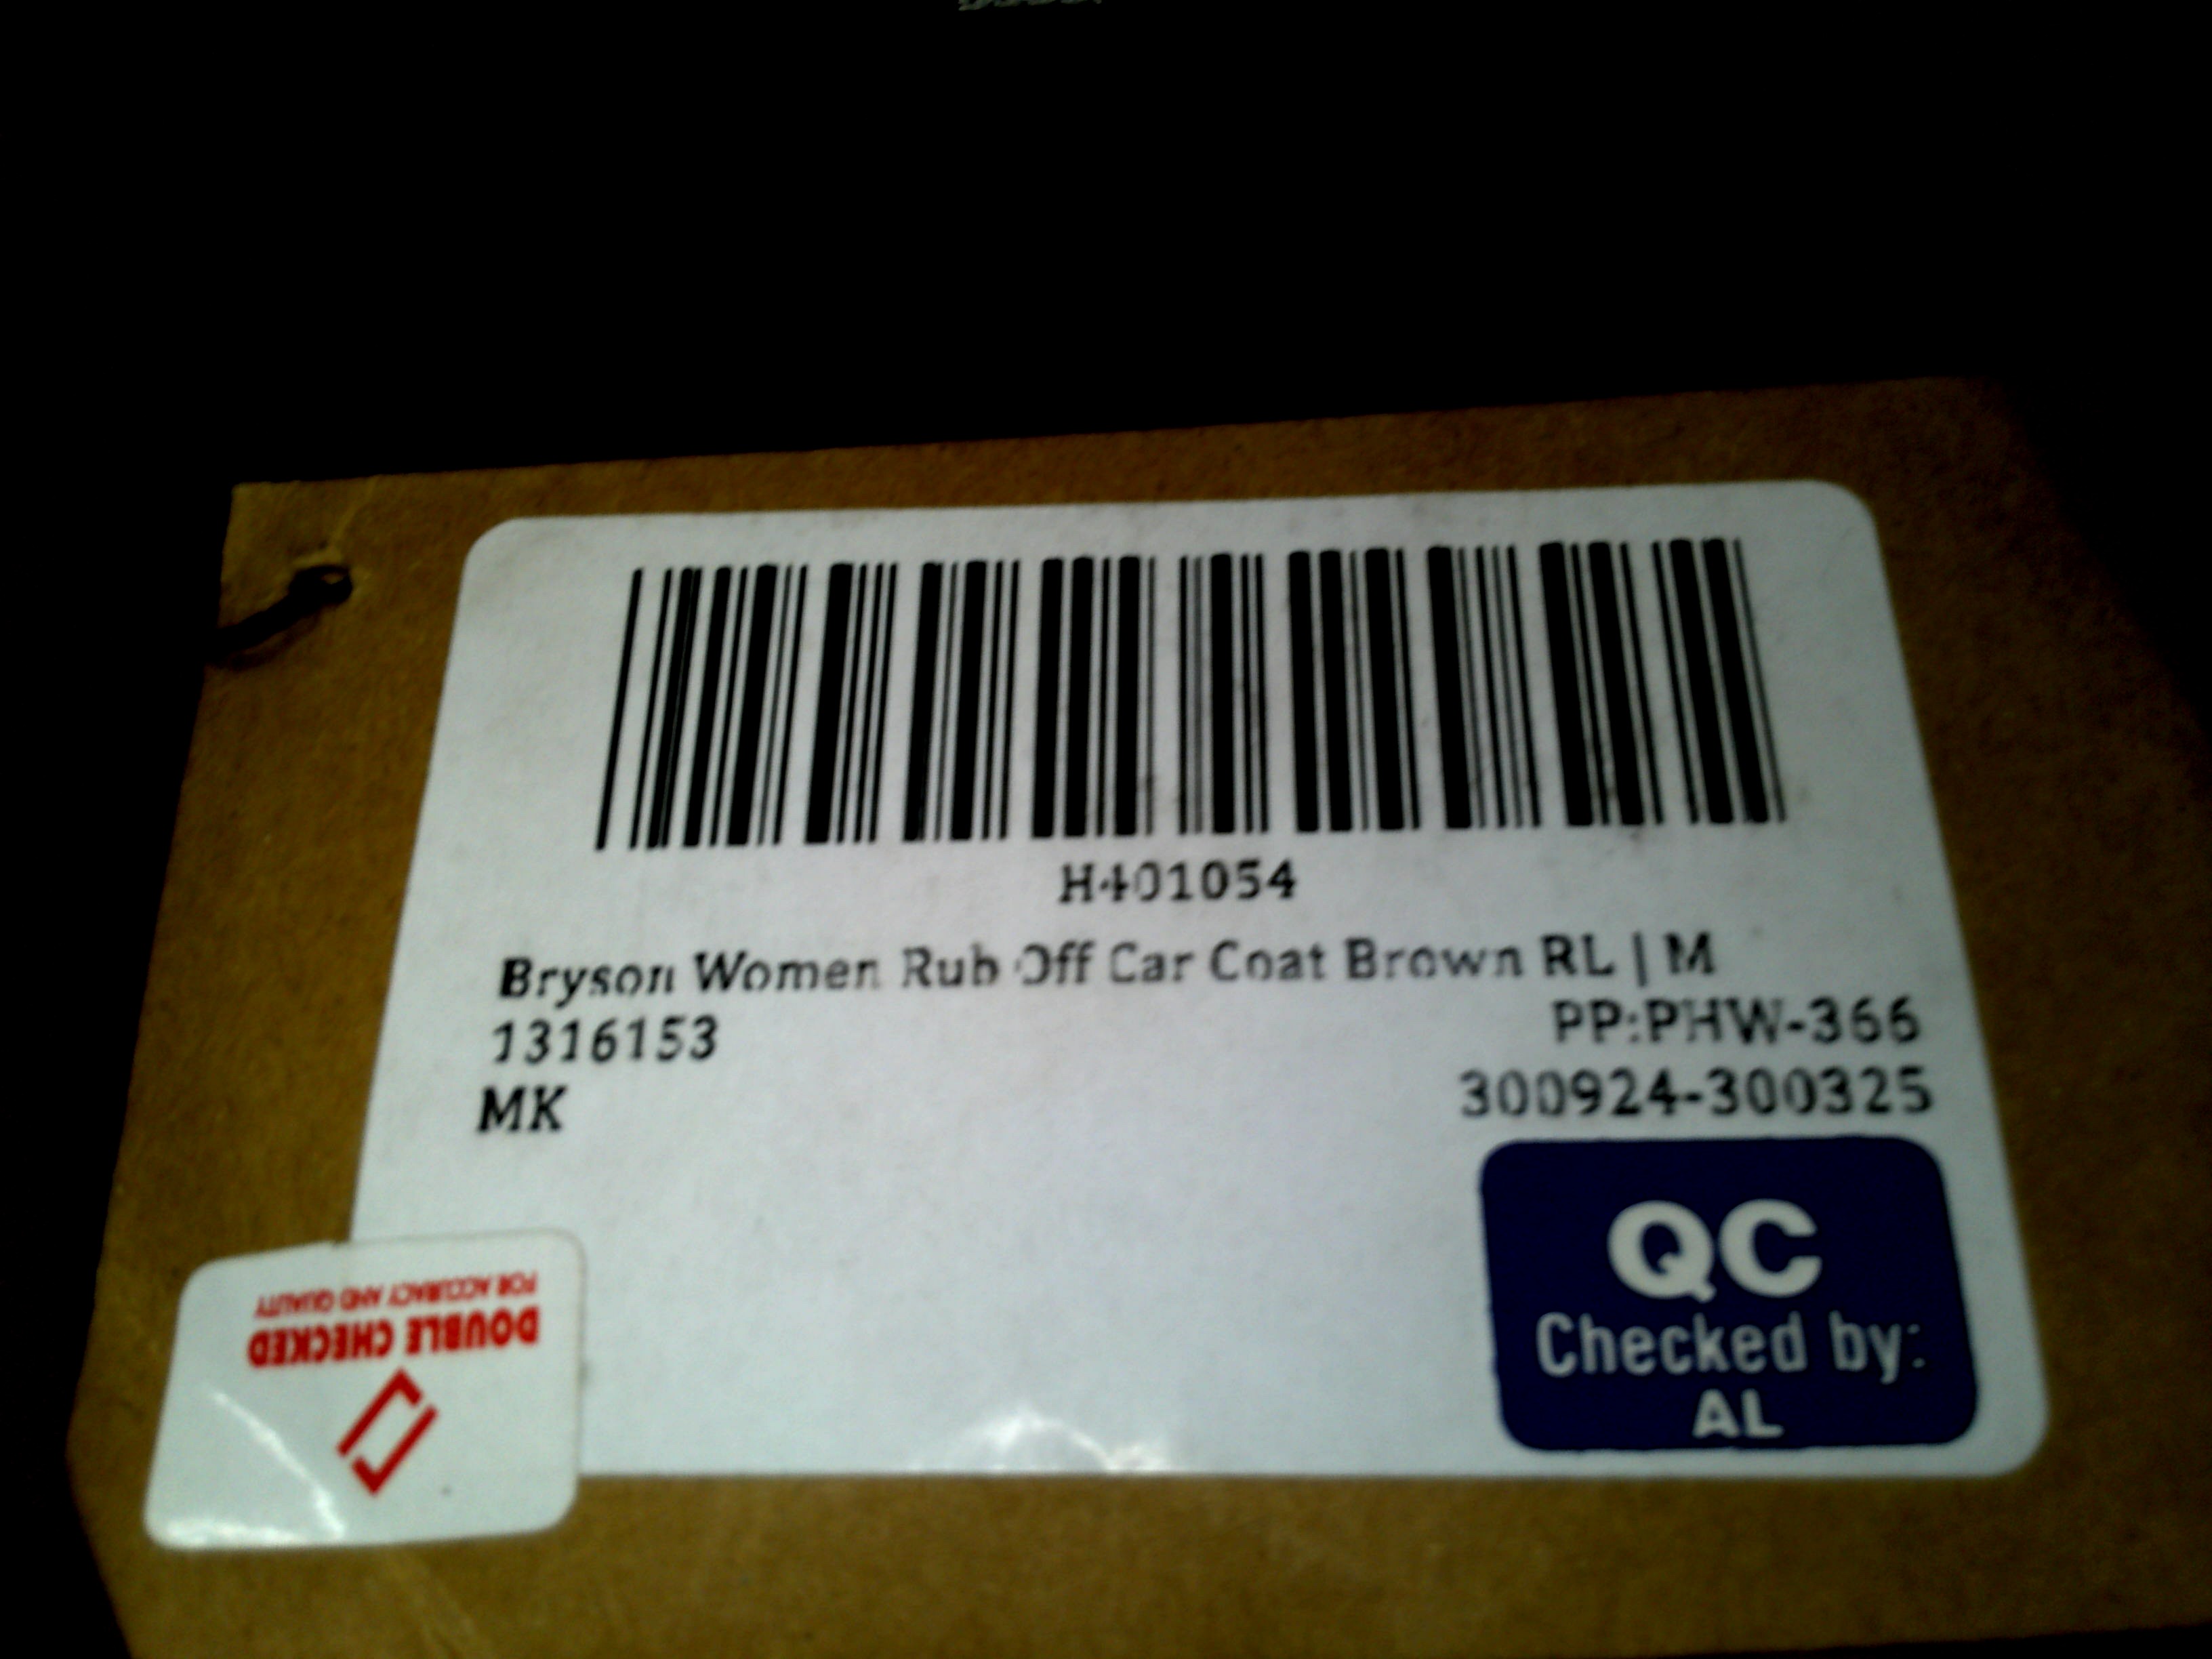 H401054
Bryson Women Rub Off Car Coat Brown RL | M
1316153
PP:PHW-366
MK
300924-300325
QC
Checked by:
AL
DOUBLE CHECKED
FOR ACCURACY AND QUALITY